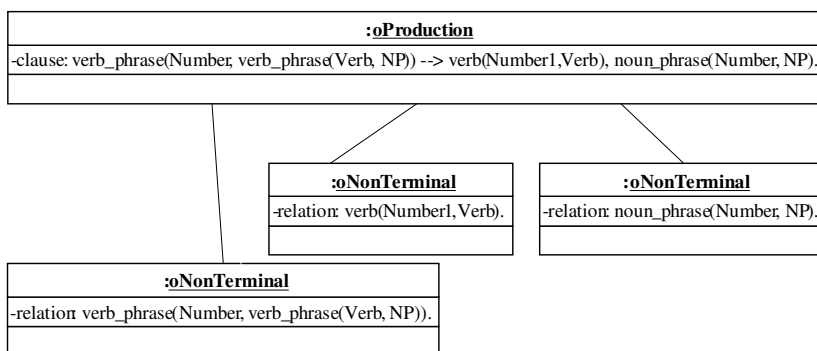 :oProduction
-clause: verb_phrase(Number, verb_phrase(Verb, NP)) --> verb(Number1,Verb), noun_phrase(Number, NP).
:oNonTerminal
-relation: verb(Number1,Verb).
:oNonTerminal
-relation: noun_phrase(Number, NP).
:oNonTerminal
-relation: verb_phrase(Number, verb_phrase(Verb, NP)).